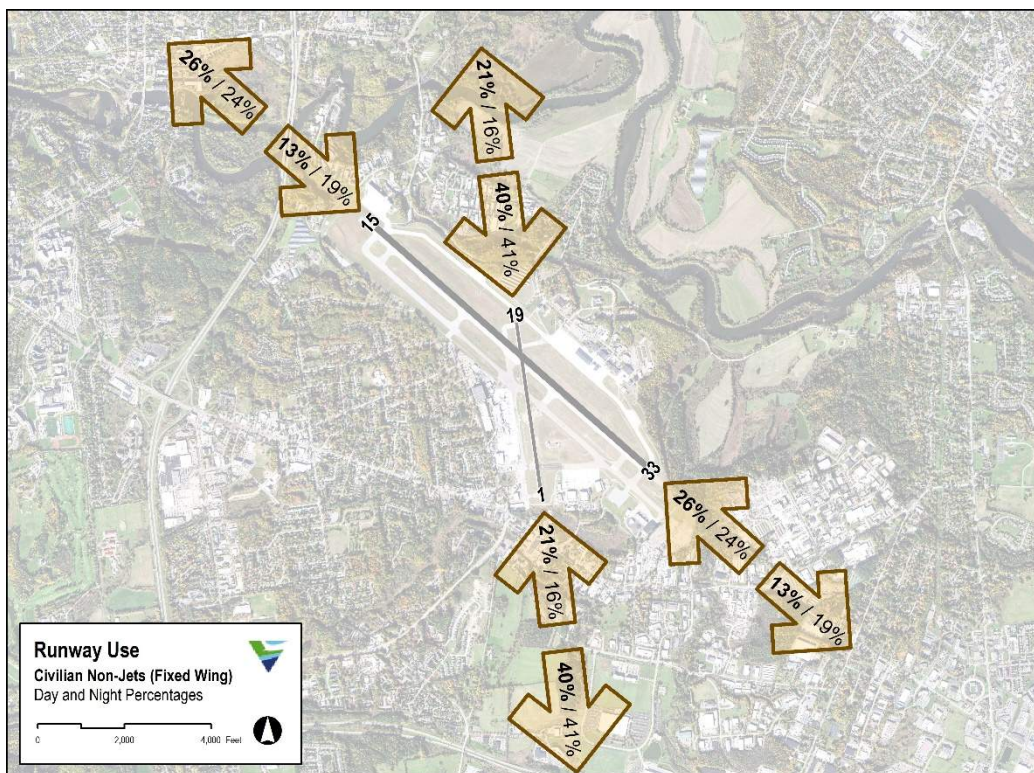 26% / 24%
21% / 16%
13% / 19%
40% / 41%
15
19
33
1
26% / 24%
21% / 16%
13% / 19%
40% / 41%
Runway Use
Civilian Non-Jets (Fixed Wing)
Day and Night Percentages
0 2,000 4,000 Feet